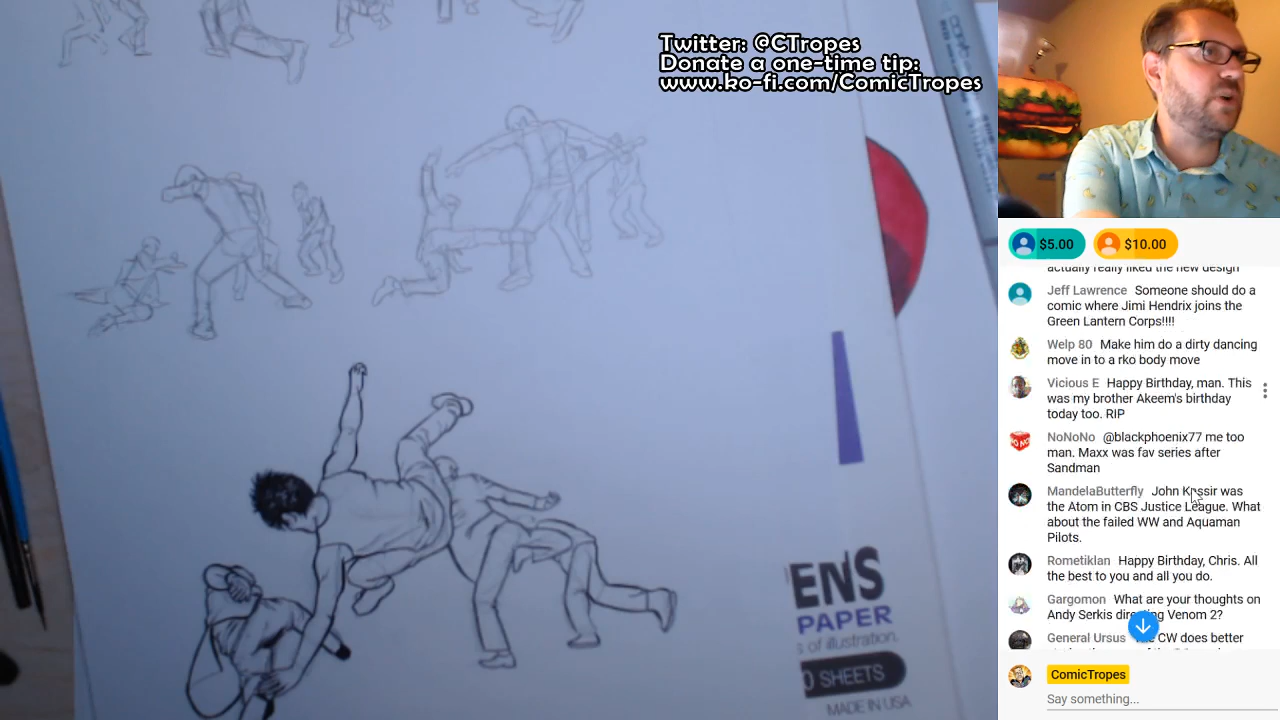 Twitter: @CTropes
Donate a one-time tip:
www.ko-fi.com/ComicTropes
$5.00 $10.00
actually really liked the new design
Jeff Lawrence Someone should do a
comic where Jimi Hendrix joins the
Green Lantern Corps!!!!
Welp 80 Make him do a dirty dancing
move in to a rko body move
Vicious E Happy Birthday, man. This
was my brother Akeem's birthday
today too. RIP
NoNoNo @blackphoenix77 me too
man. Maxx was fav series after
Sandman
MandelaButterfly John Kassir was
the Atom in CBS Justice League. What
about the failed WW and Aquaman
Pilots.
Rometiklan Happy Birthday, Chris. All
the best to you and all you do.
Gargomon What are your thoughts on
Andy Serkis directing Venom 2?
General Ursus The CW does better
ComicTropes
Say something...
ENS
PAPER
s of illustration.
0 SHEETS
MADE IN USA